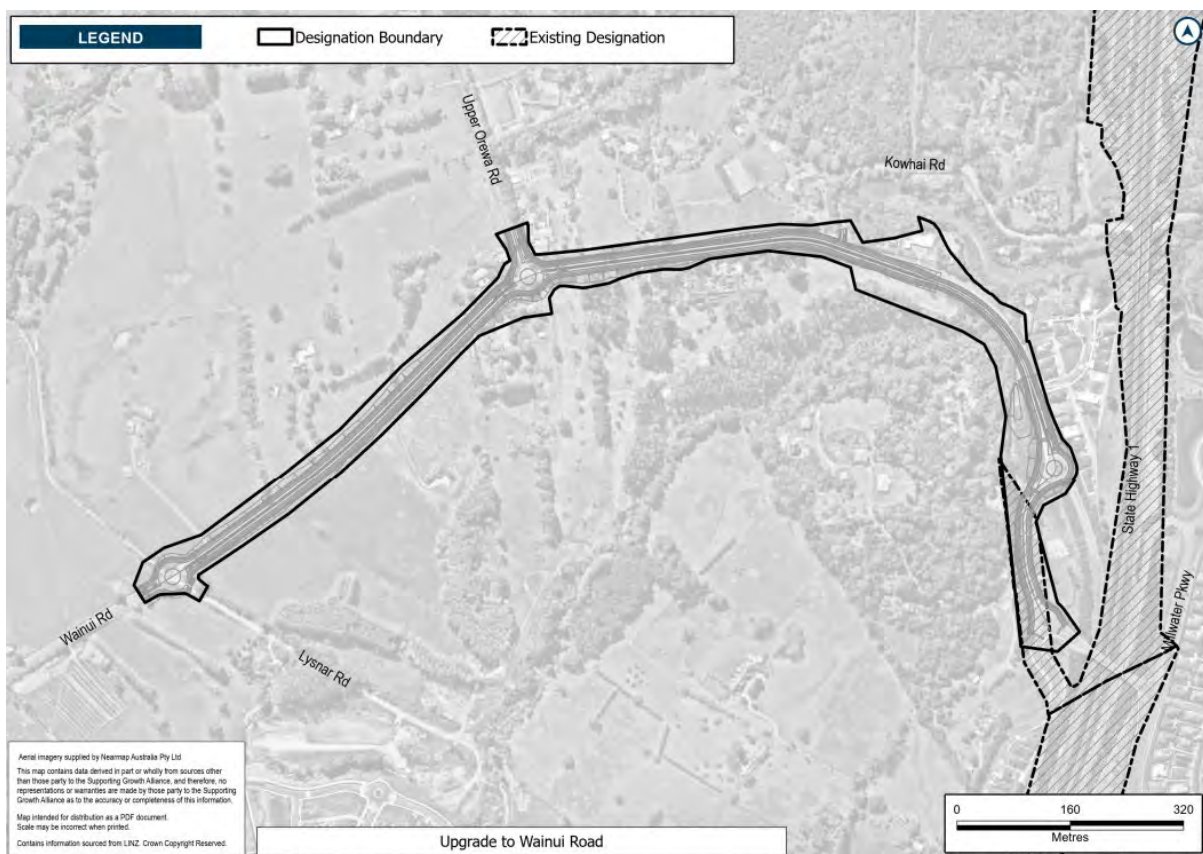 LEGEND
Designation Boundary
Existing Designation
Upper Orewa Rd
Kowhai Rd
State Highway 1
Pkwy
Wainui Rd
Lysnar Rd
Aerial imagery supplied by Nearmap Australia Pty Ltd
This map contains data derived in part or wholly from sources other
than those party to the Supporting Growth Alliance, and therefore, no
representations or warranties are made by those party to the Supporting
Growth Alliance as to the accuracy or completeness of this information.
Map intended for distribution as a PDF document.
Scale may be incorrect when printed.
Contains information sourced from LINZ. Crown Copyright Reserved.
Upgrade to Wainui Road
0 160 320
Metres